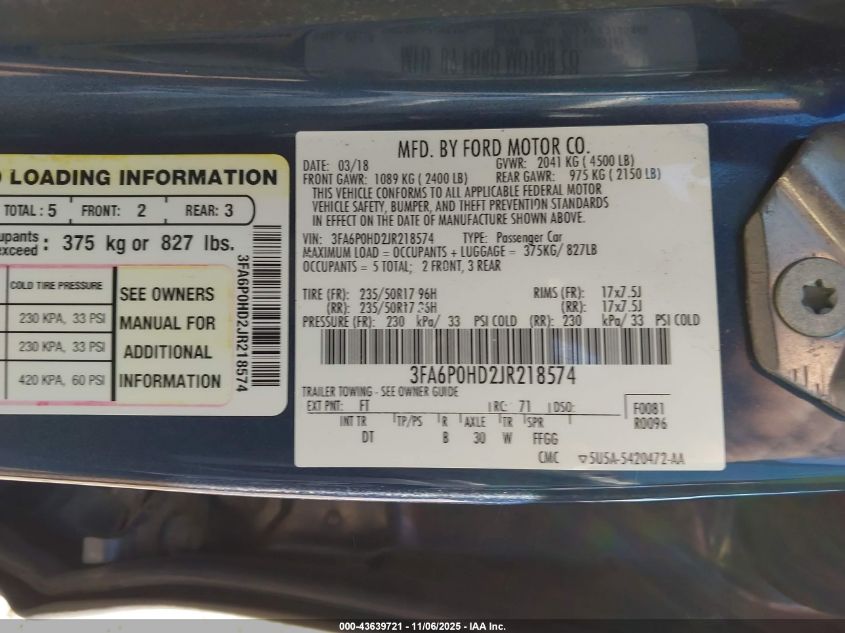 O LOADING INFORMATION
TOTAL : 5 FRONT: 2 REAR: 3
upants
exceed : 375 kg or 827 lbs.
COLD TIRE PRESSURE
230 KPA, 33 PSI
230 KPA, 33 PSI
420 KPA, 60 PSI
SEE OWNERS
MANUAL FOR
ADDITIONAL
INFORMATION
3FA6P0HD2JR218574
MFD. BY FORD MOTOR CO.
DATE: 03/18 GVWR: 2041 KG ( 4500 LB)
FRONT GAWR: 1089 KG ( 2400 LB) REAR GAWR: 975 KG ( 2150 LB)
THIS VEHICLE CONFORMS TO ALL APPLICABLE FEDERAL MOTOR
VEHICLE SAFETY, BUMPER, AND THEFT PREVENTION STANDARDS
IN EFFECT ON THE DATE OF MANUFACTURE SHOWN ABOVE.
VIN: 3FA6P0HD2JR218574 TYPE: Passenger Car
MAXIMUM LOAD = OCCUPANTS + LUGGAGE = 375KG/ 827LB
OCCUPANTS = 5 TOTAL; 2 FRONT, 3 REAR
TIRE (FR): 235/50R17 96H RIMS (FR): 17x7.5J
(RR): 235/50R17 (RR): 17x7.5J
PRESSURE (FR): 230 kPa/ 33 PSI COLD (RR): 230 kPa/ 33 PSI COLD
3FA6P0HD2JR218574
TRAILER TOWING - SEE OWNER GUIDE
EXT PNT: FT RC: 71 DSO: F0081
INT TR TP/PS R AXLE TR SPR R0096
DT B 30 W FFGG
CMC ▽5U5A-5420472-AA
000-43639721 - 11/06/2025 - IAA Inc.